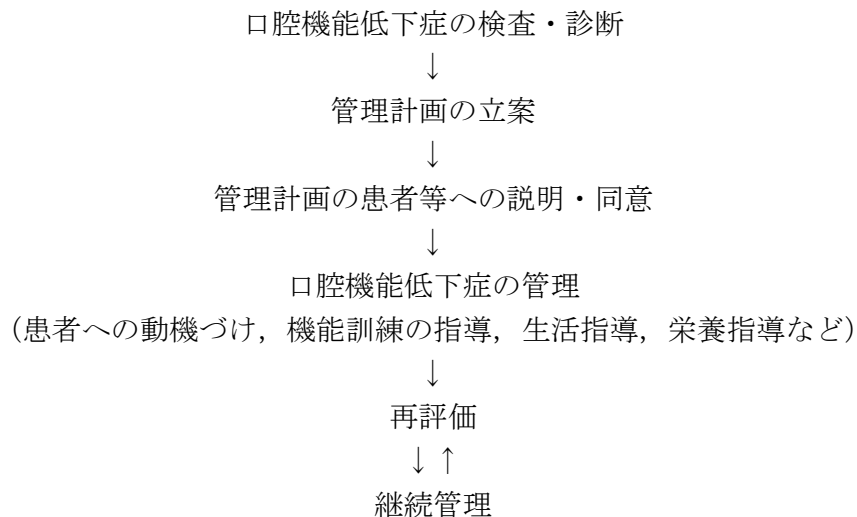 口腔機能低下症の検査・診断
↓
管理計画の立案
↓
管理計画の患者等への説明・同意
↓
口腔機能低下症の管理
（患者への動機づけ，機能訓練の指導，生活指導，栄養指導など）
↓
再評価
↓↑
継続管理